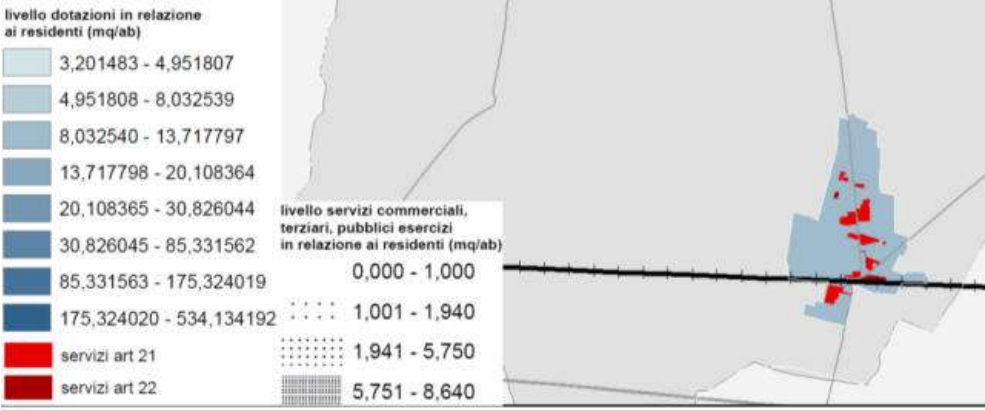 livello dotazioni in relazione
ai residenti (mq/ab)
3,201483 - 4,951807
4,951808 - 8,032539
8,032540 - 13,717797
13,717798 - 20,108364
20,108365 - 30,826044
30,826045 - 85,331562
85,331563 - 175,324019
175,324020 - 534,134192
servizi art 21
servizi art 22
livello servizi commerciali,
terziari, pubblici esercizi
in relazione ai residenti (mq/ab)
0,000 - 1,000
1,001 - 1,940
1,941 - 5,750
5,751 - 8,640